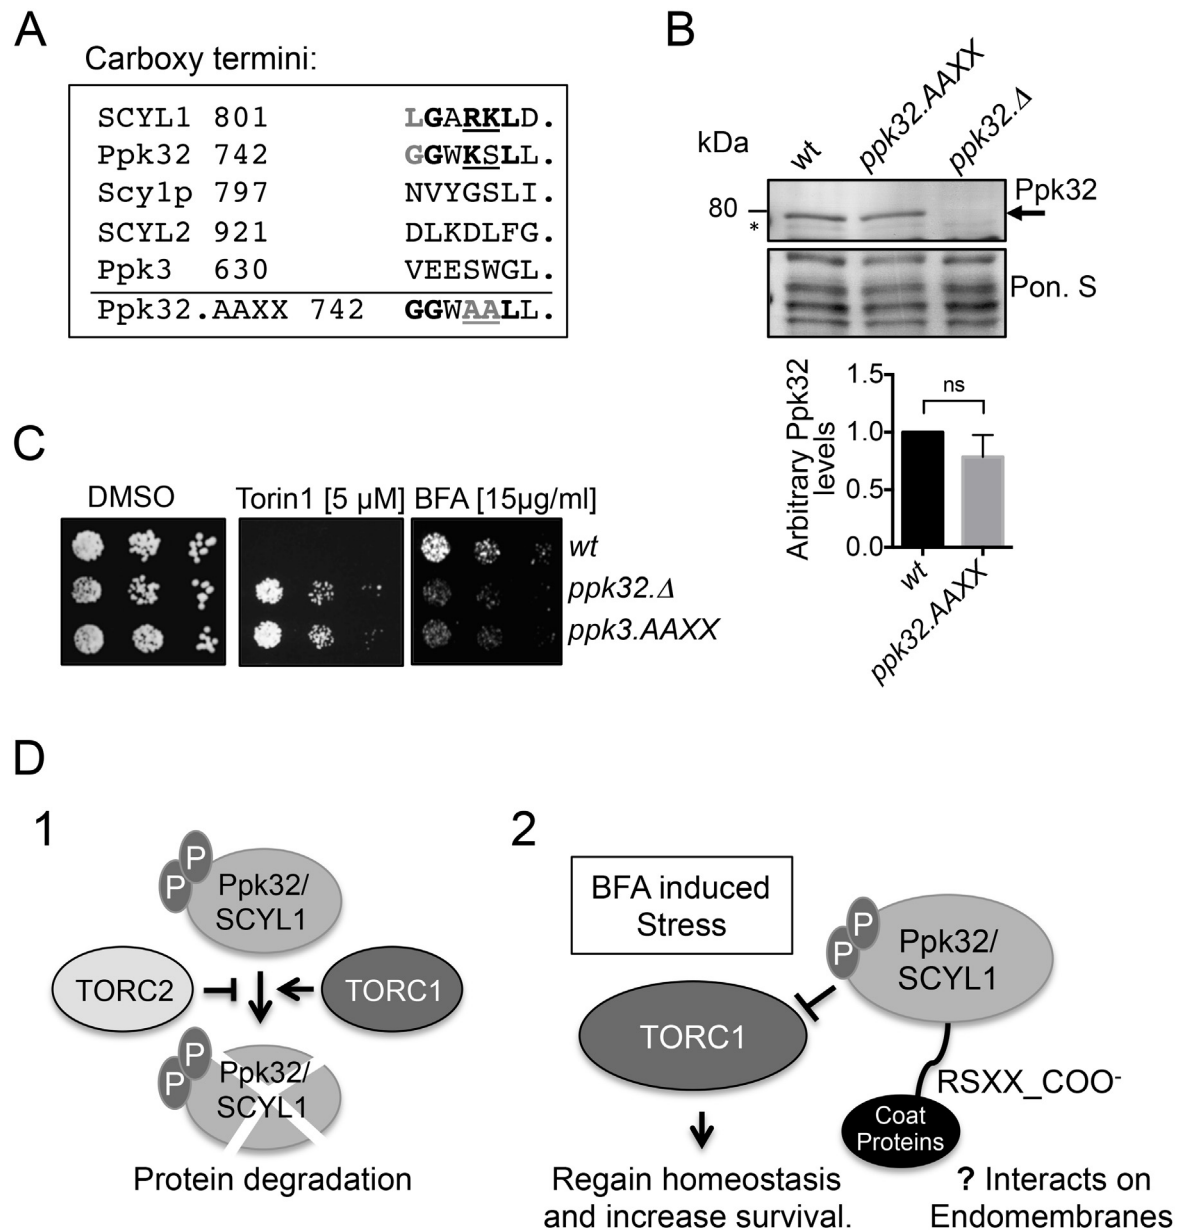 A
Carboxy termini:
SCYL1 801 LGARKLD.
Ppk32 742 GGWKSLL.
Scy1p 797 NVYGSLI.
SCYL2 921 DLKDLFG.
Ppk3 630 VEESWGL.
Ppk32.AAXX 742 GGWAALL.
B
kDa
wt
ppk32.AAXX
ppk32.Δ
80
*
Ppk32
Pon. S
Arbitrary Ppk32
levels
1.5
1.0
0.5
0.0
ns
wt
ppk32.AAXX
C
DMSO
Torin1 [5 µM]
BFA [15µg/ml]
wt
ppk32.Δ
ppk3.AAXX
D
1
P
P
Ppk32/
SCYL1
TORC2
TORC1
P
P
Ppk32/
SCYL1
Protein degradation
2
BFA induced
Stress
P
P
Ppk32/
SCYL1
TORC1
RSXX_COO-
Coat
Proteins
Regain homeostasis
and increase survival.
? Interacts on
Endomembranes